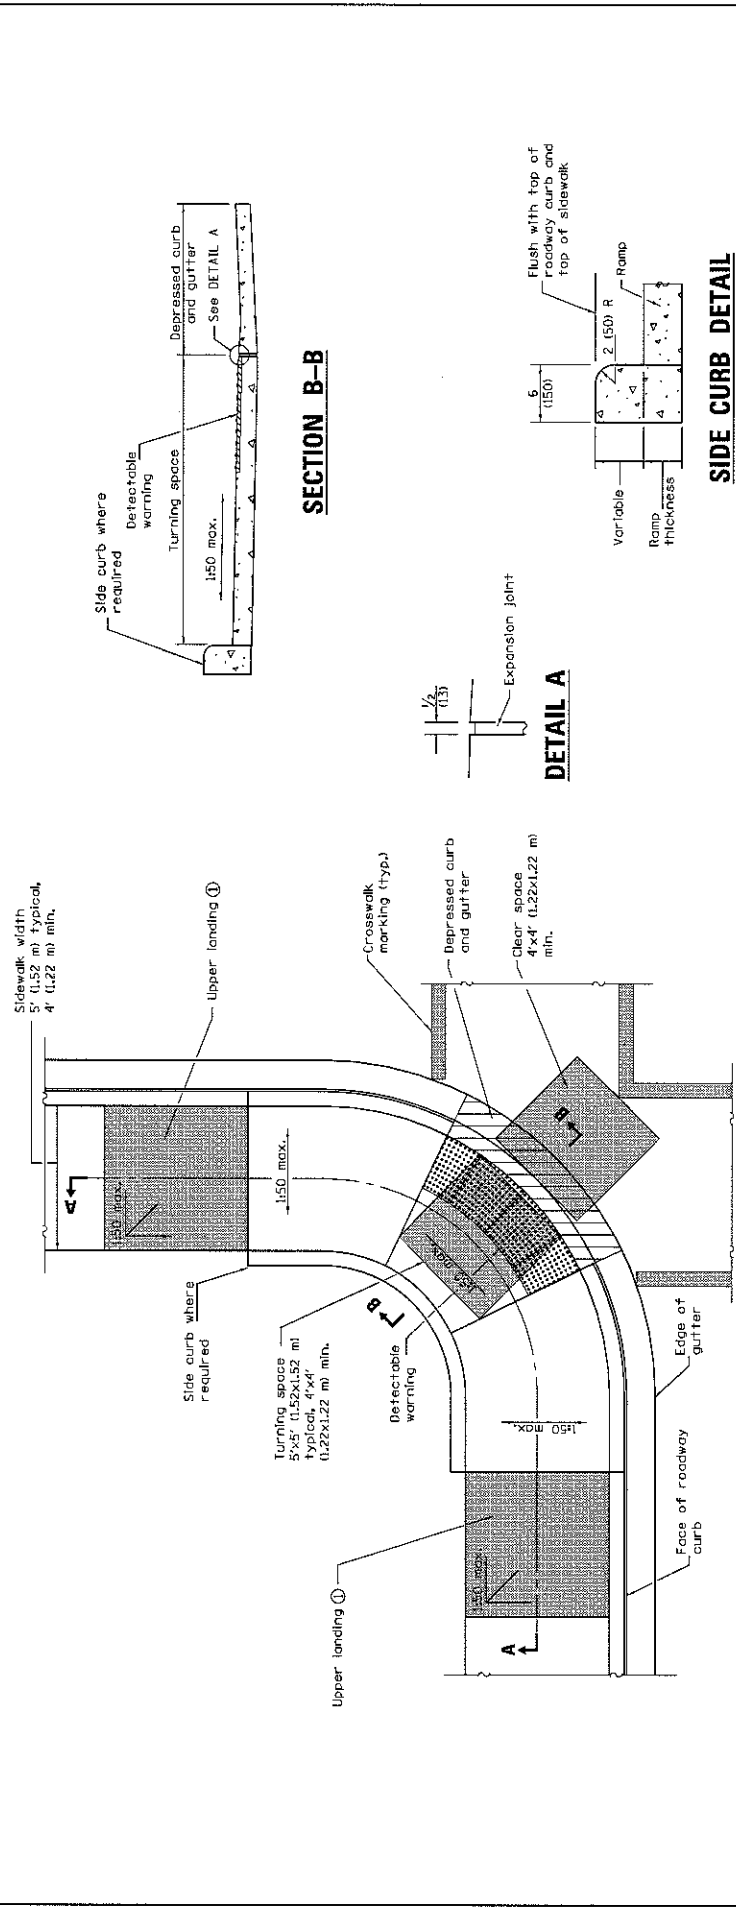 Sidewalk width
5' (1.52 m) typical,
4' (1.22 m) min.
Upper landing ①
A
1:50 max.
Side curb where
required
1:50 max.
Turning space
5'x5' (1.52x1.52 m)
typical, 4'x4'
(1.22x1.22 m) min.
Detectable
warning
B
1:50 max.
B
Crosswalk
marking (typ.)
Depressed curb
and gutter
Clear space
4'x4' (1.22x1.22 m)
min.
Edge of
gutter
1:50 max.
Upper landing ①
1:50 max.
A
Face of roadway
curb
Side curb where
required
Detectable
warning
Turning space
Depressed curb
and gutter
See DETAIL A
1:50 max.
SECTION B-B
1/2
(13)
Expansion joint
DETAIL A
Flush with top of
roadway curb and
top of sidewalk
6
(150)
2 (50) R
Ramp
Variable
Ramp
thickness
SIDE CURB DETAIL